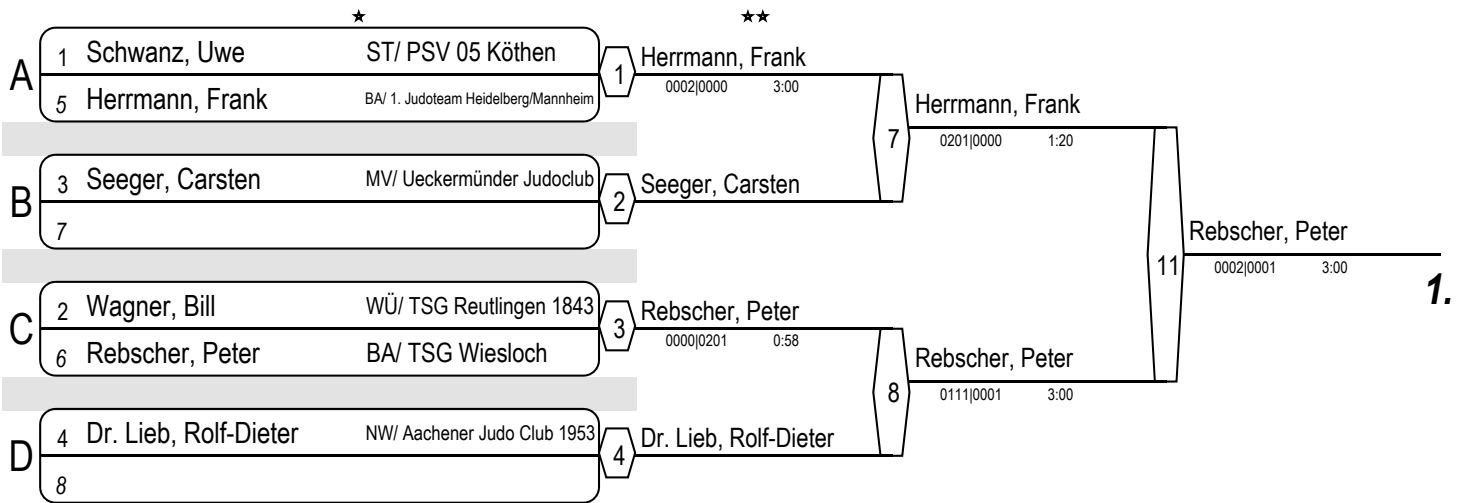 ★ ★★
A
1 Schwanz, Uwe ST/ PSV 05 Köthen
5 Herrmann, Frank BA/ 1. Judoteam Heidelberg/Mannheim
1 Herrmann, Frank
0002|0000 3:00
B
3 Seeger, Carsten MV/ Ueckermünder Judoclub
7
2 Seeger, Carsten
7 Herrmann, Frank
0201|0000 1:20
C
2 Wagner, Bill WÜ/ TSG Reutlingen 1843
6 Rebscher, Peter BA/ TSG Wiesloch
3 Rebscher, Peter
0000|0201 0:58
D
4 Dr. Lieb, Rolf-Dieter NW/ Aachener Judo Club 1953
8
4 Dr. Lieb, Rolf-Dieter
8 Rebscher, Peter
0111|0001 3:00
11 Rebscher, Peter
0002|0001 3:00
1.